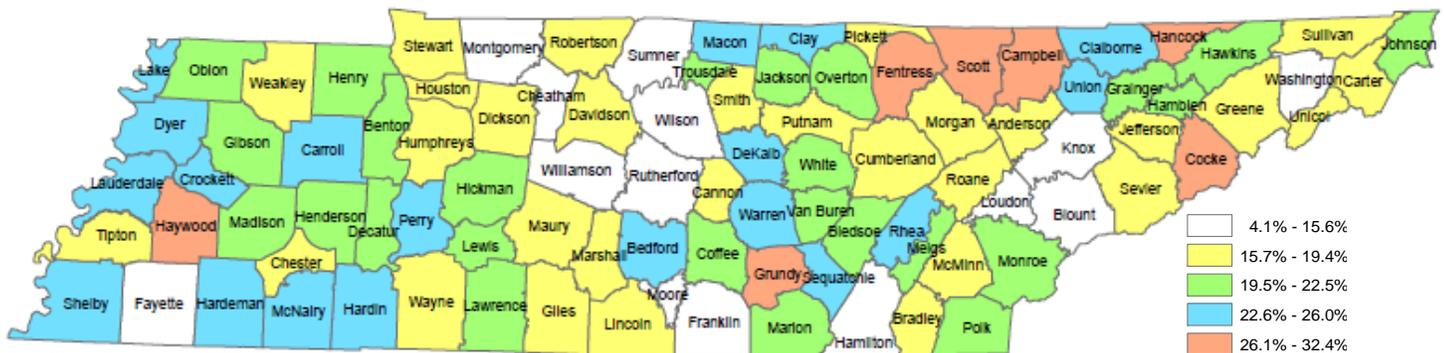 Stewart
Montgomery
Robertson
Sumner
Macon
Clay
Pickett
Fentress
Scott
Campbell
Claiborne
Hancock
Hawkins
Sullivan
Johnson
Lake
Obion
Weakley
Henry
Houston
Cheatham
Trousdale
Smith
Jackson
Overton
Union
Grainger
Hamblen
Greene
Washington
Carter
Unicoi
Dyer
Gibson
Carroll
Benton
Humphreys
Dickson
Davidson
Wilson
Putnam
Morgan
Anderson
Knox
Jefferson
Cocke
DeKalb
White
Cumberland
Roane
Sevier
Lauderdale
Crockett
Haywood
Madison
Henderson
Decatur
Perry
Hickman
Williamson
Rutherford
Cannon
Warren
Van Buren
Bledsoe
Rhea
Meigs
Loudon
Blount
Tipton
Chester
Lewis
Maury
Marshall
Bedford
Coffee
Grundy
Sequatchie
McMinn
Monroe
Shelby
Fayette
Hardeman
McNairy
Hardin
Wayne
Lawrence
Giles
Lincoln
Moore
Franklin
Marion
Hamilton
Bradley
Polk
4.1% - 15.6%
15.7% - 19.4%
19.5% - 22.5%
22.6% - 26.0%
26.1% - 32.4%